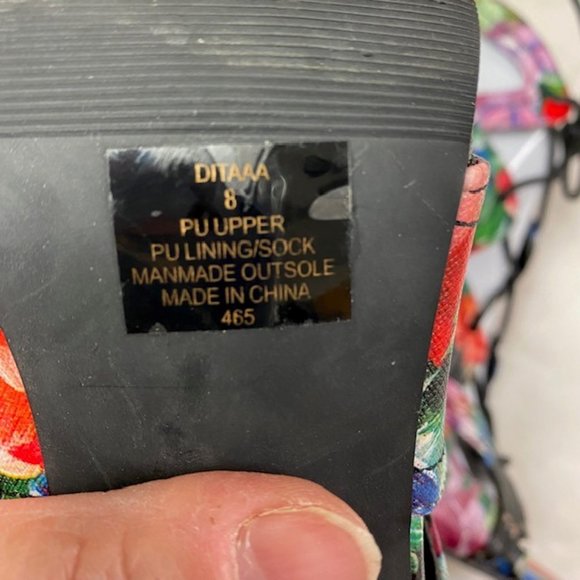 DITAAA
8
PU UPPER
PU LINING/SOCK
MANMADE OUTSOLE
MADE IN CHINA
465